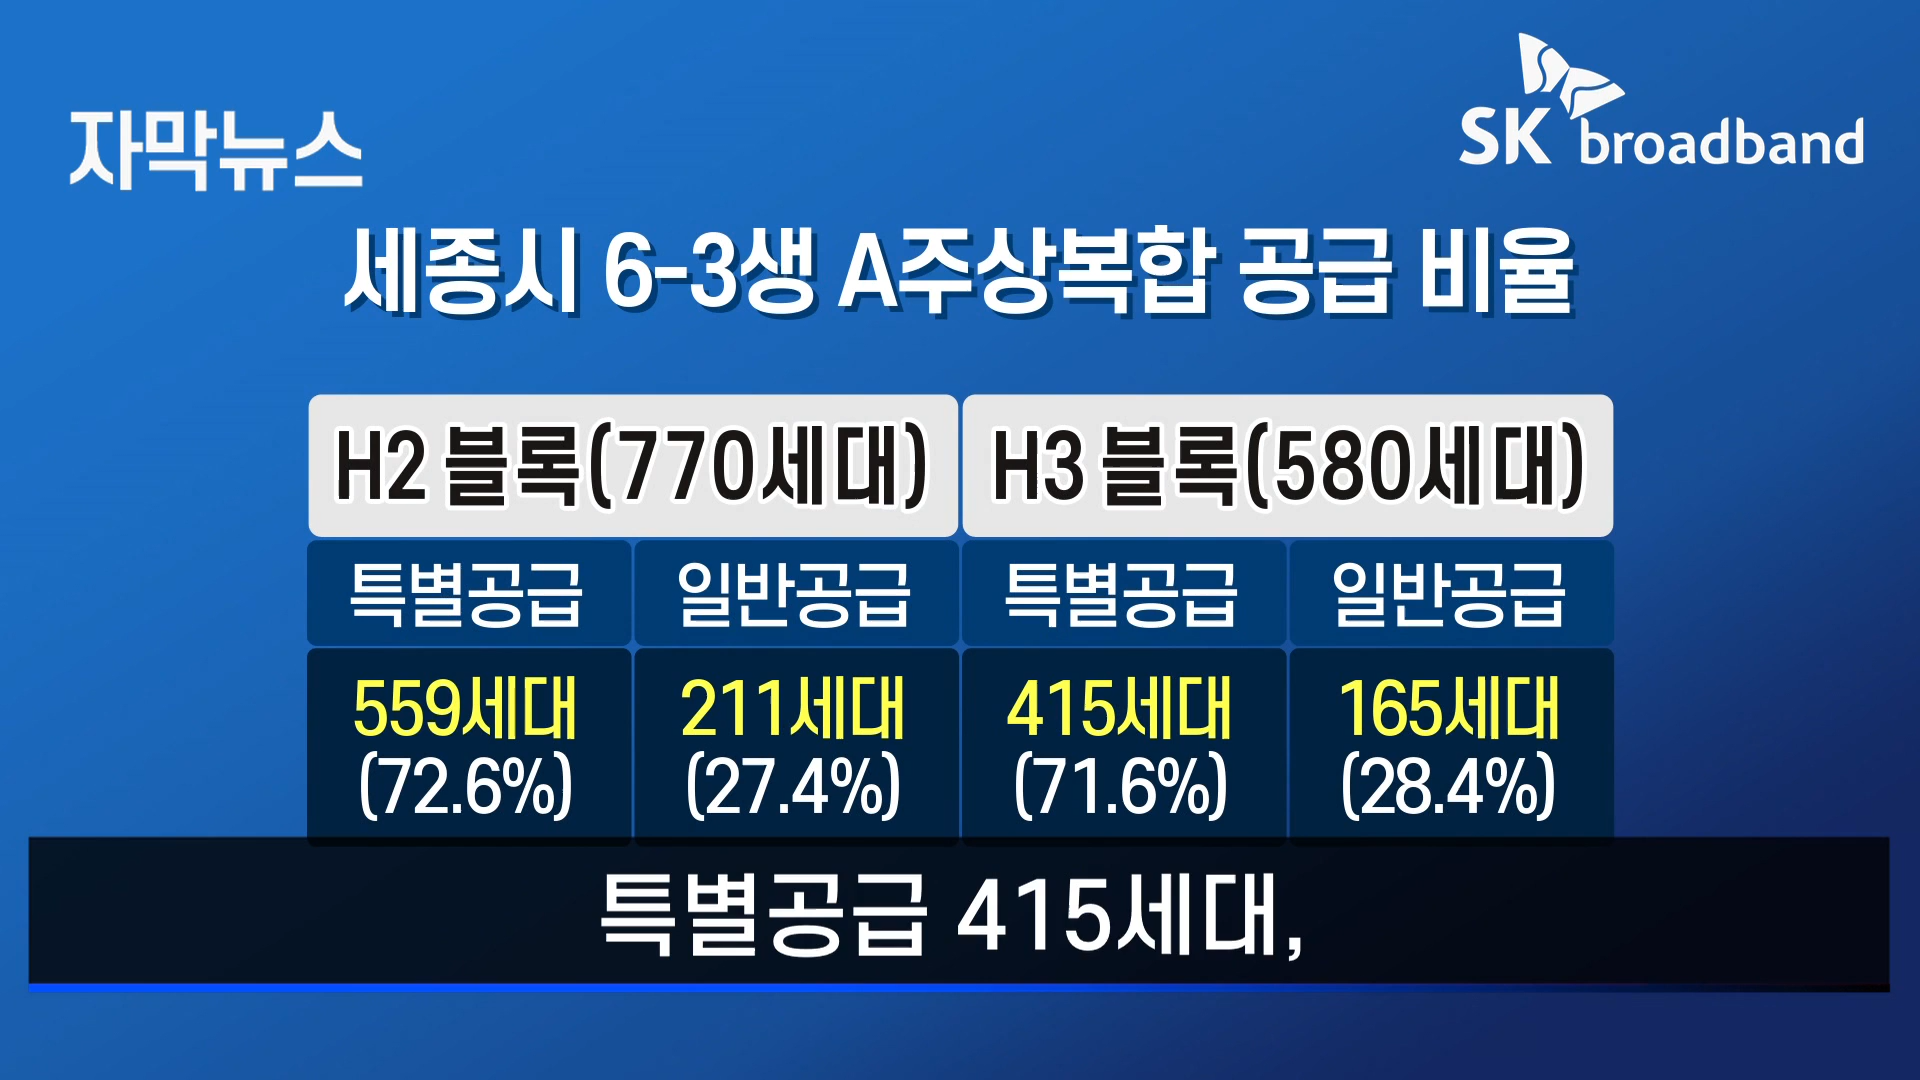 자막뉴스
SK broadband
세종시 6-3생 A주상복합 공급 비율
H2 블록(770세대) H3 블록(580세대)
특별공급 일반공급 특별공급 일반공급
559세대 211세대 415세대 165세대
(72.6%) (27.4%) (71.6%) (28.4%)
특별공급 415세대,